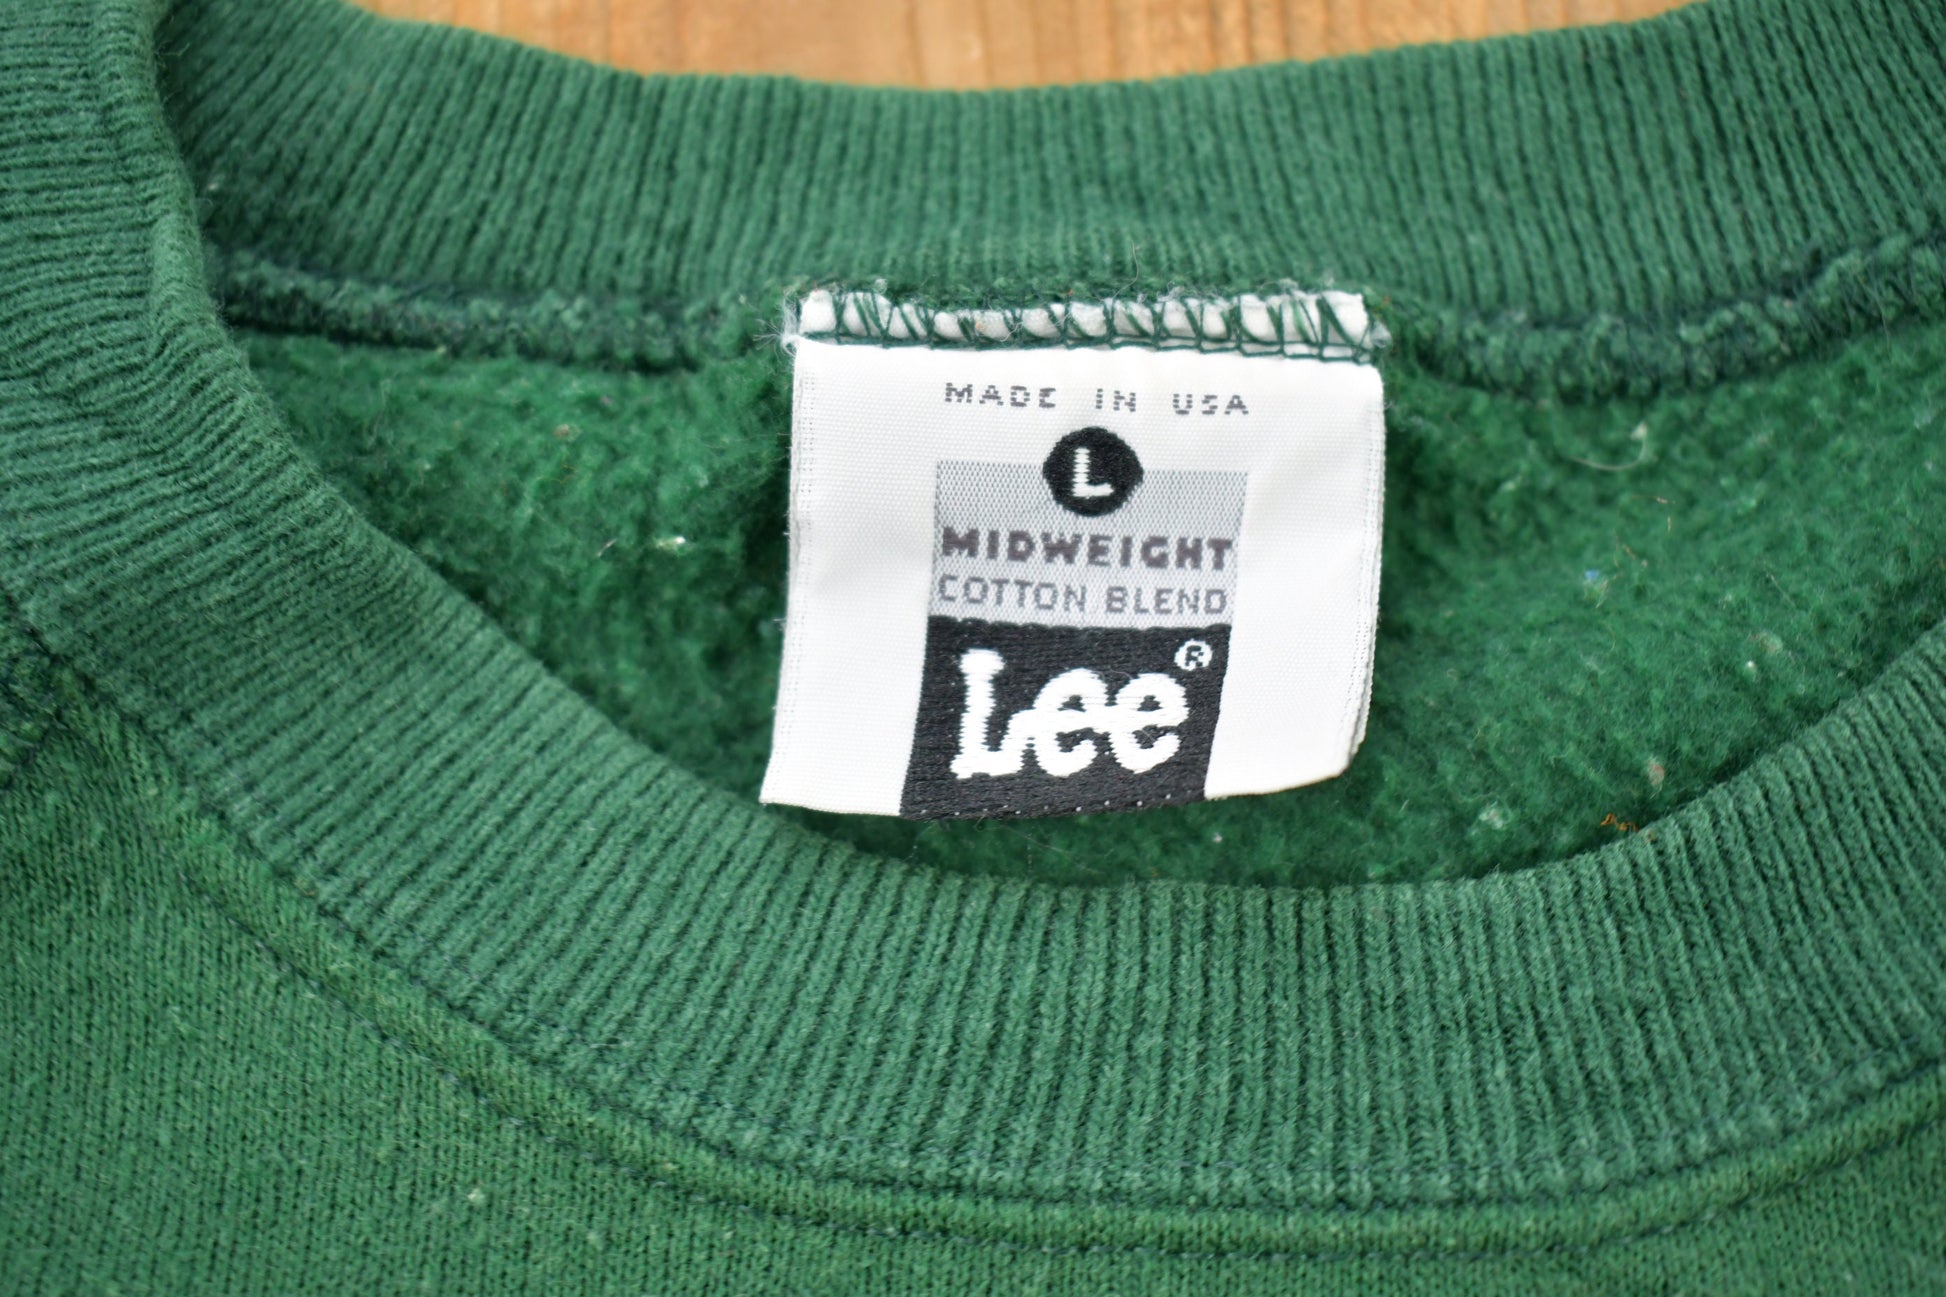 MADE IN USA
L
MIDWEIGHT
COTTON BLEND
Lee®